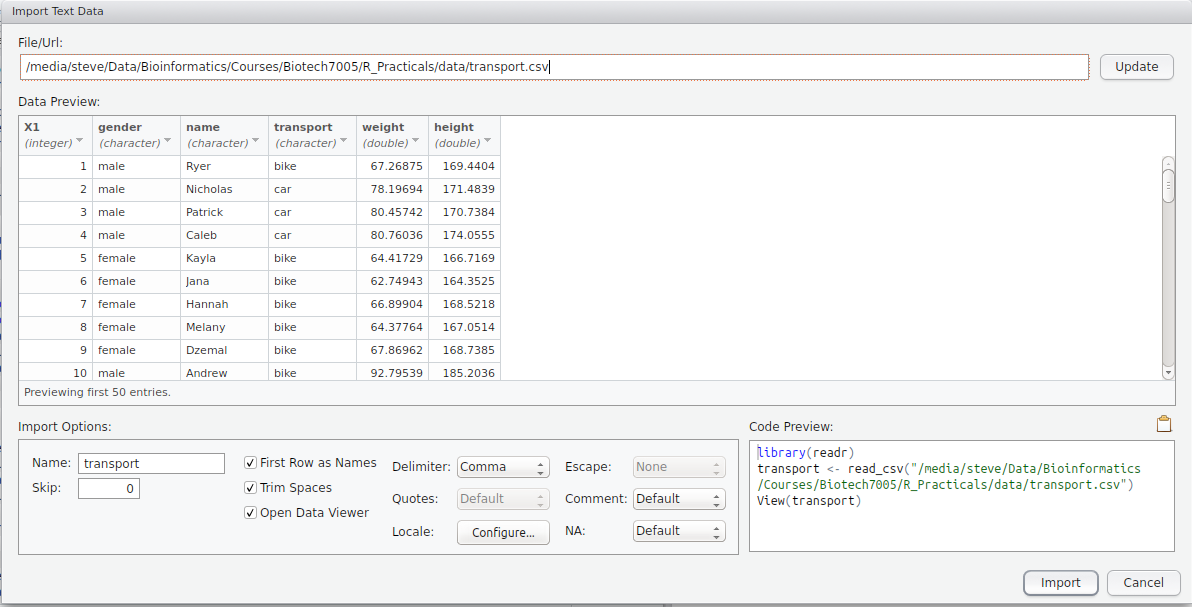 Import Text Data
File/Url:
/media/steve/Data/Bioinformatics/Courses/Biotech7005/R_Practicals/data/transport.csv
Update
Data Preview:
X1 gender name transport weight height
(integer) (character) (character) (character) (double) (double)
1 male Ryer bike 67.26875 169.4404
2 male Nicholas car 78.19694 171.4839
3 male Patrick car 80.45742 170.7384
4 male Caleb car 80.76036 174.0555
5 female Kayla bike 64.41729 166.7169
6 female Jana bike 62.74943 164.3525
7 female Hannah bike 66.89904 168.5218
8 female Melany bike 64.37764 167.0514
9 female Dzemal bike 67.86962 168.7385
10 male Andrew bike 92.79539 185.2036
Previewing first 50 entries.
Import Options:
Name: transport
Skip: 0
First Row as Names
Trim Spaces
Open Data Viewer
Delimiter: Comma
Quotes: Default
Locale: Configure...
Escape: None
Comment: Default
NA: Default
Code Preview:
library(readr)
transport <- read_csv("/media/steve/Data/Bioinformatics
/Courses/Biotech7005/R_Practicals/data/transport.csv")
View(transport)
Import
Cancel